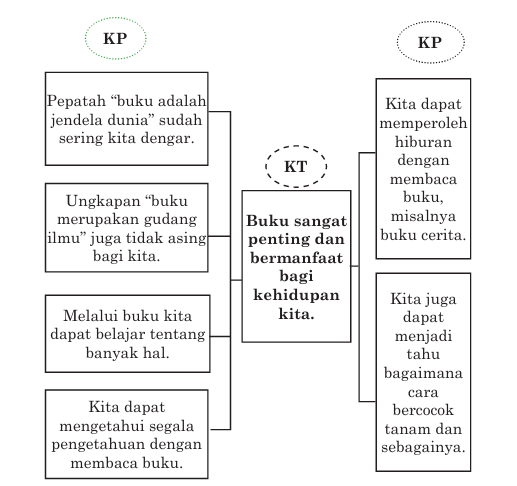 KP
Pepatah “buku adalah
jendela dunia” sudah
sering kita dengar.
Ungkapan “buku
merupakan gudang
ilmu” juga tidak asing
bagi kita.
Melalui buku kita
dapat belajar tentang
banyak hal.
Kita dapat
mengetahui segala
pengetahuan dengan
membaca buku.
KT
Buku sangat
penting dan
bermanfaat
bagi
kehidupan
kita.
KP
Kita dapat
memperoleh
hiburan
dengan
membaca
buku,
misalnya
buku cerita.
Kita juga
dapat
menjadi
tahu
bagaimana
cara
bercocok
tanam dan
sebagainya.